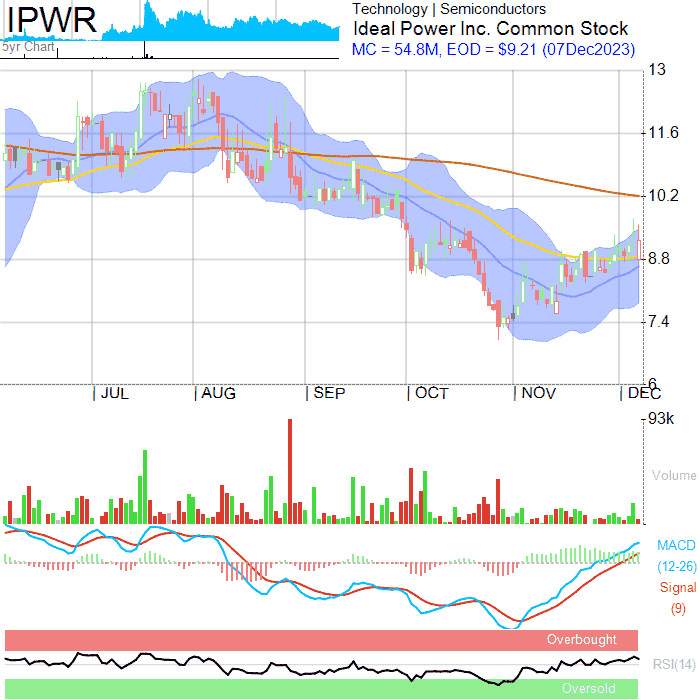 IPWR
5yr Chart
Technology | Semiconductors
Ideal Power Inc. Common Stock
MC = 54.8M, EOD = $9.21 (07Dec2023)
13
11.6
10.2
8.8
7.4
6
JUL AUG SEP OCT NOV DEC
93k
Volume
MACD
(12-26)
Signal
(9)
Overbought
RSI(14)
Oversold